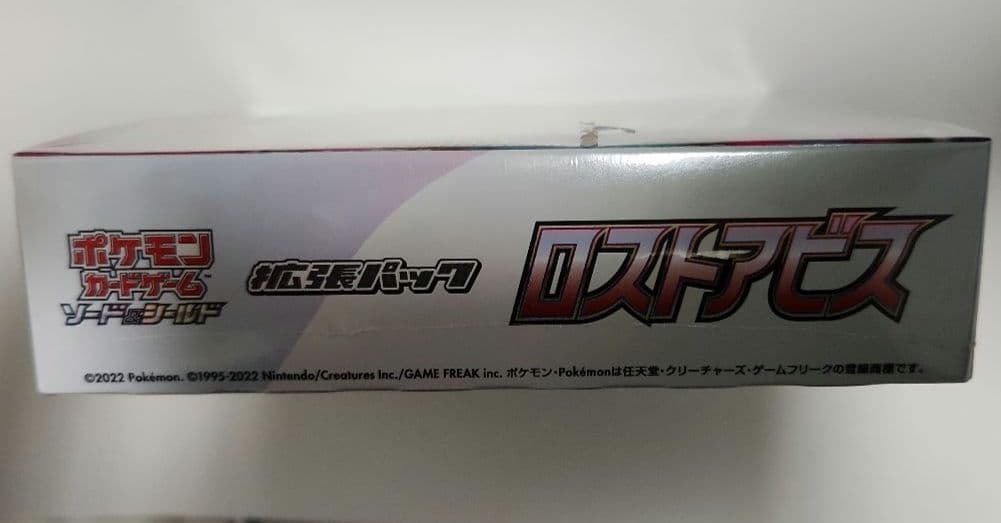 ポケモン
カードゲーム
ソード&シールド
拡張パック
ロストアビス
©2022 Pokémon. ©1995-2022 Nintendo/Creatures Inc./GAME FREAK inc. ポケモン・Pokémonは任天堂・クリーチャーズ・ゲームフリークの登録商標です。